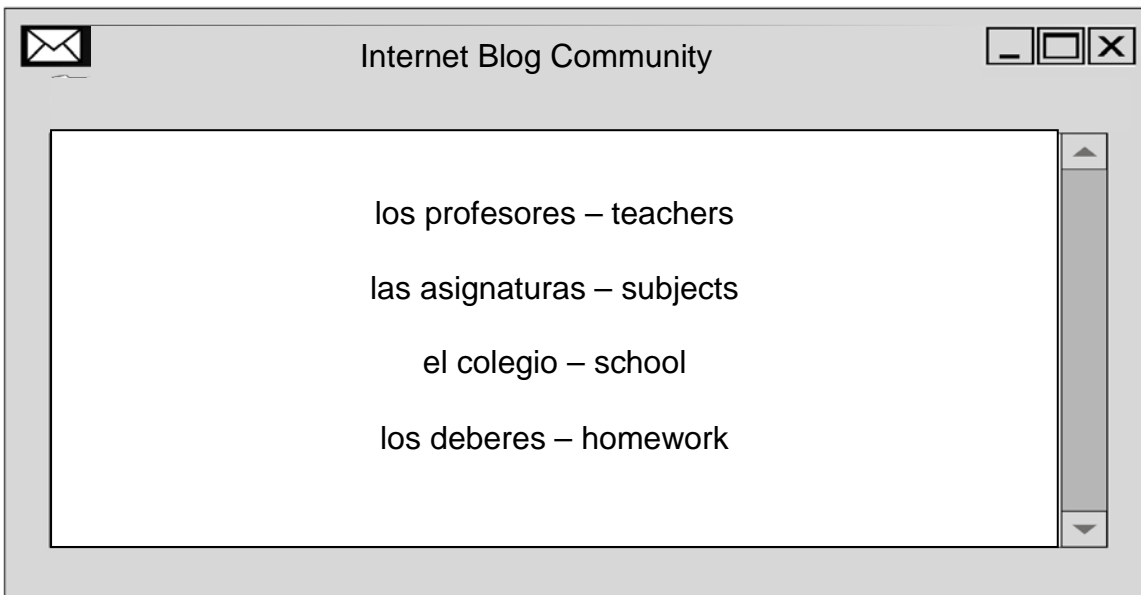 Internet Blog Community
los profesores – teachers
las asignaturas – subjects
el colegio – school
los deberes – homework